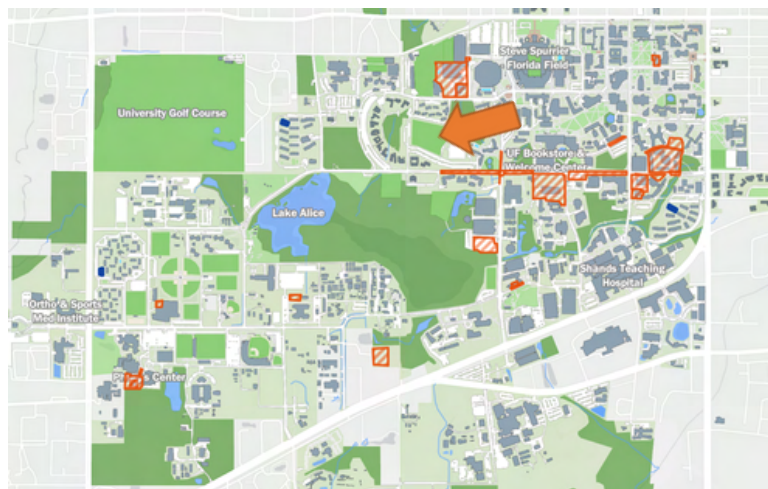 Steve Spurrier
Florida Field
University Golf Course
UF Bookstore &
Welcome Center
Lake Alice
Shands Teaching
Hospital
Ortho & Sports
Med Institute
Center